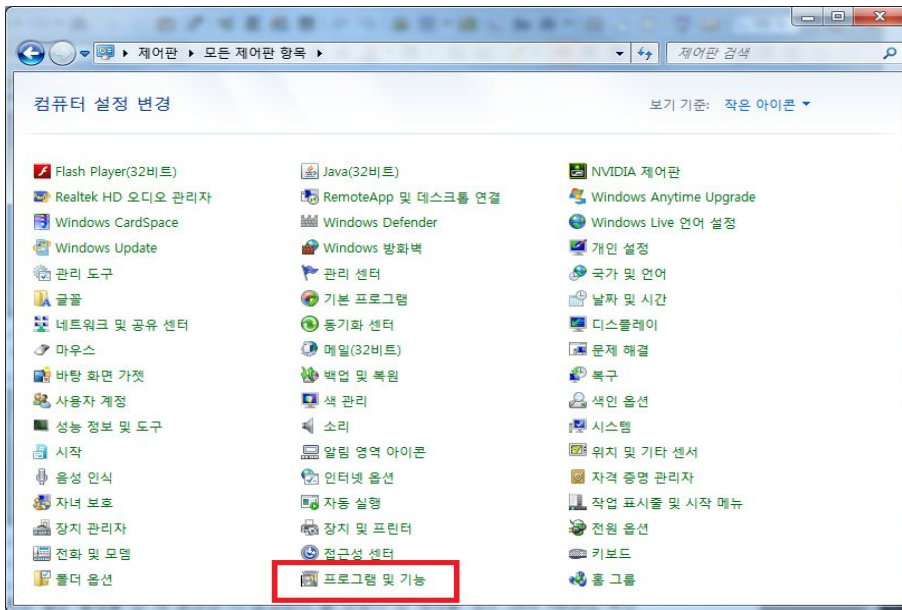 제어판 ▸ 모든 제어판 항목 ▸
제어판 검색
컴퓨터 설정 변경
보기 기준: 작은 아이콘
Flash Player(32비트)
Java(32비트)
NVIDIA 제어판
Realtek HD 오디오 관리자
RemoteApp 및 데스크톱 연결
Windows Anytime Upgrade
Windows CardSpace
Windows Defender
Windows Live 언어 설정
Windows Update
Windows 방화벽
개인 설정
관리 도구
관리 센터
국가 및 언어
글꼴
기본 프로그램
날짜 및 시간
네트워크 및 공유 센터
동기화 센터
디스플레이
마우스
메일(32비트)
문제 해결
바탕 화면 가젯
백업 및 복원
복구
사용자 계정
색 관리
색인 옵션
성능 정보 및 도구
소리
시스템
시작
알림 영역 아이콘
위치 및 기타 센서
음성 인식
인터넷 옵션
자격 증명 관리자
자녀 보호
자동 실행
작업 표시줄 및 시작 메뉴
장치 관리자
장치 및 프린터
전원 옵션
전화 및 모뎀
접근성 센터
키보드
폴더 옵션
프로그램 및 기능
홈 그룹